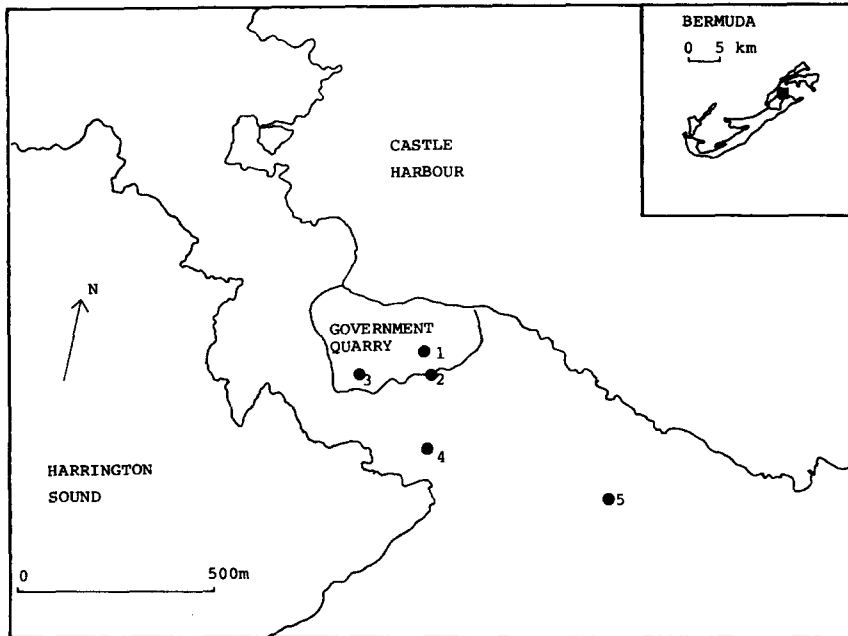 BERMUDA
0 5 km
CASTLE
HARBOUR
N
GOVERNMENT
QUARRY
1
3
2
4
HARRINGTON
SOUND
5
0 500m